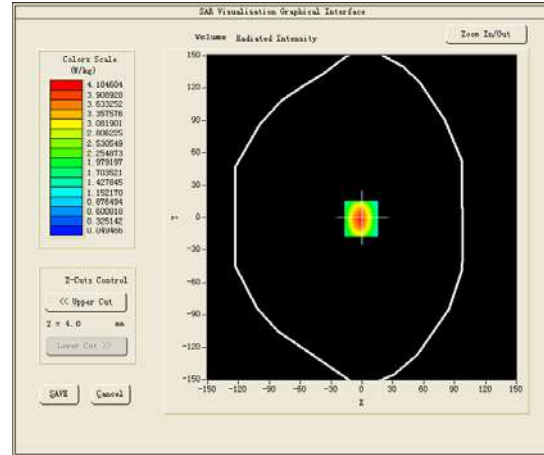 SAR Visualisation Graphical Interface
Volume Radiated Intensity
Zoom In/Out
Colors Scale
(W/kg)
4.184604
3.908928
3.633252
3.357576
3.081901
2.806225
2.530549
2.254873
1.979197
1.703521
1.427845
1.152170
0.876494
0.600818
0.325142
0.049466
150
120
90
60
30
0
-30
-60
-90
-120
-150
Y
-150 -120 -90 -60 -30 0 30 60 90 120 150
X
Z-Cuts Control
<< Upper Cut
Z = 4.0 mm
Lower Cut >>
SAVE Cancel